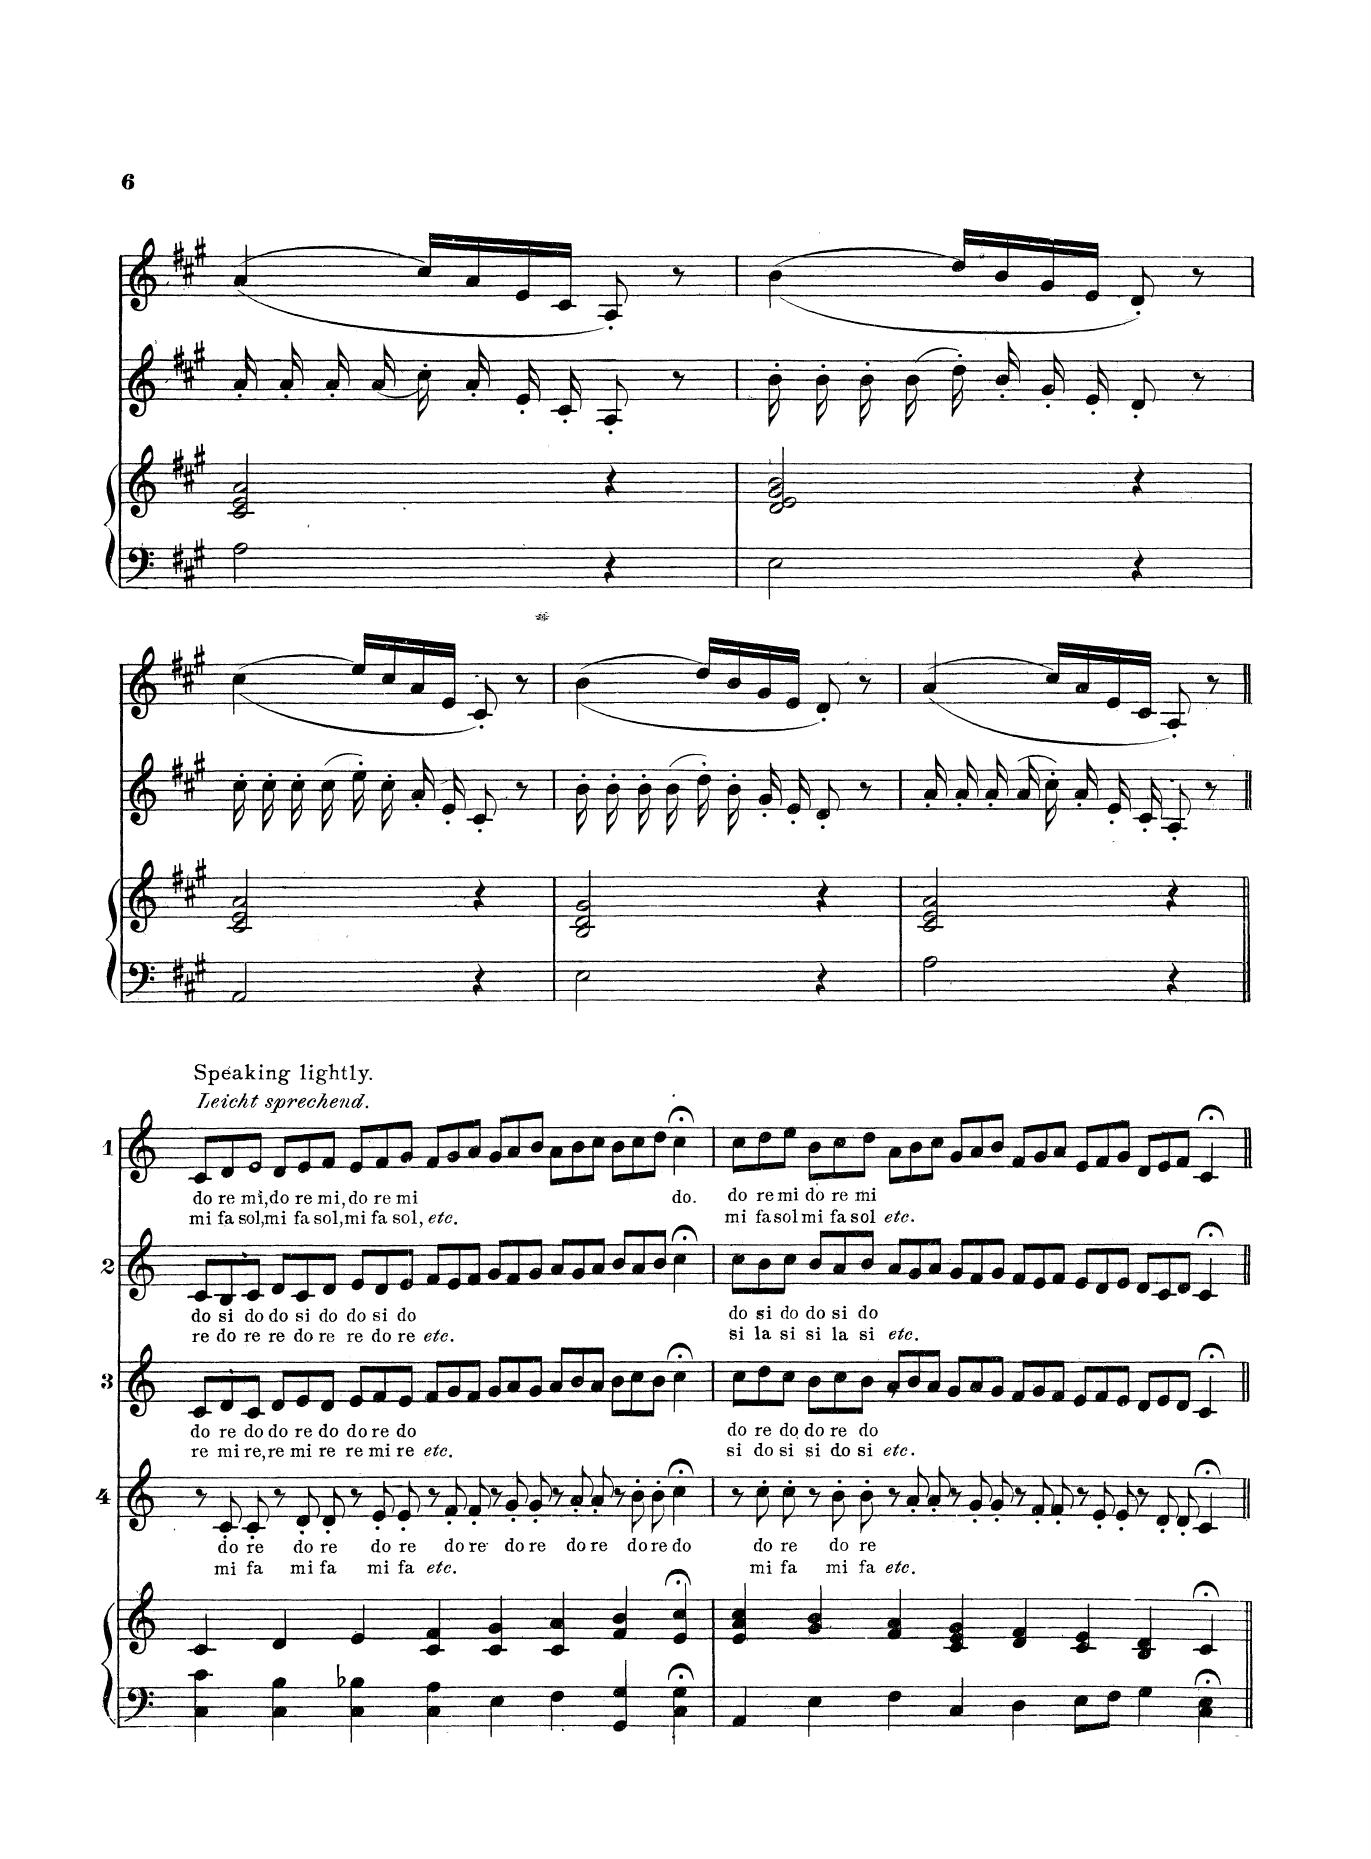 6
Speaking lightly.
Leicht sprechend.
1
do re mi, do re mi, do re mi do. do re mi do re mi
mi fa sol, mi fa sol, mi fa sol, etc. mi fa sol mi fa sol etc.
2
do si do do si do do si do do si do do si do
re do re re do re re do re etc. si la si si la si etc.
3
do re do do re do do re do do re do do re do
re mi re, re mi re re mi re etc. si do si si do si etc.
4
do re do re do re do re do re do re do re do do re do re
mi fa mi fa mi fa etc. mi fa mi fa etc.